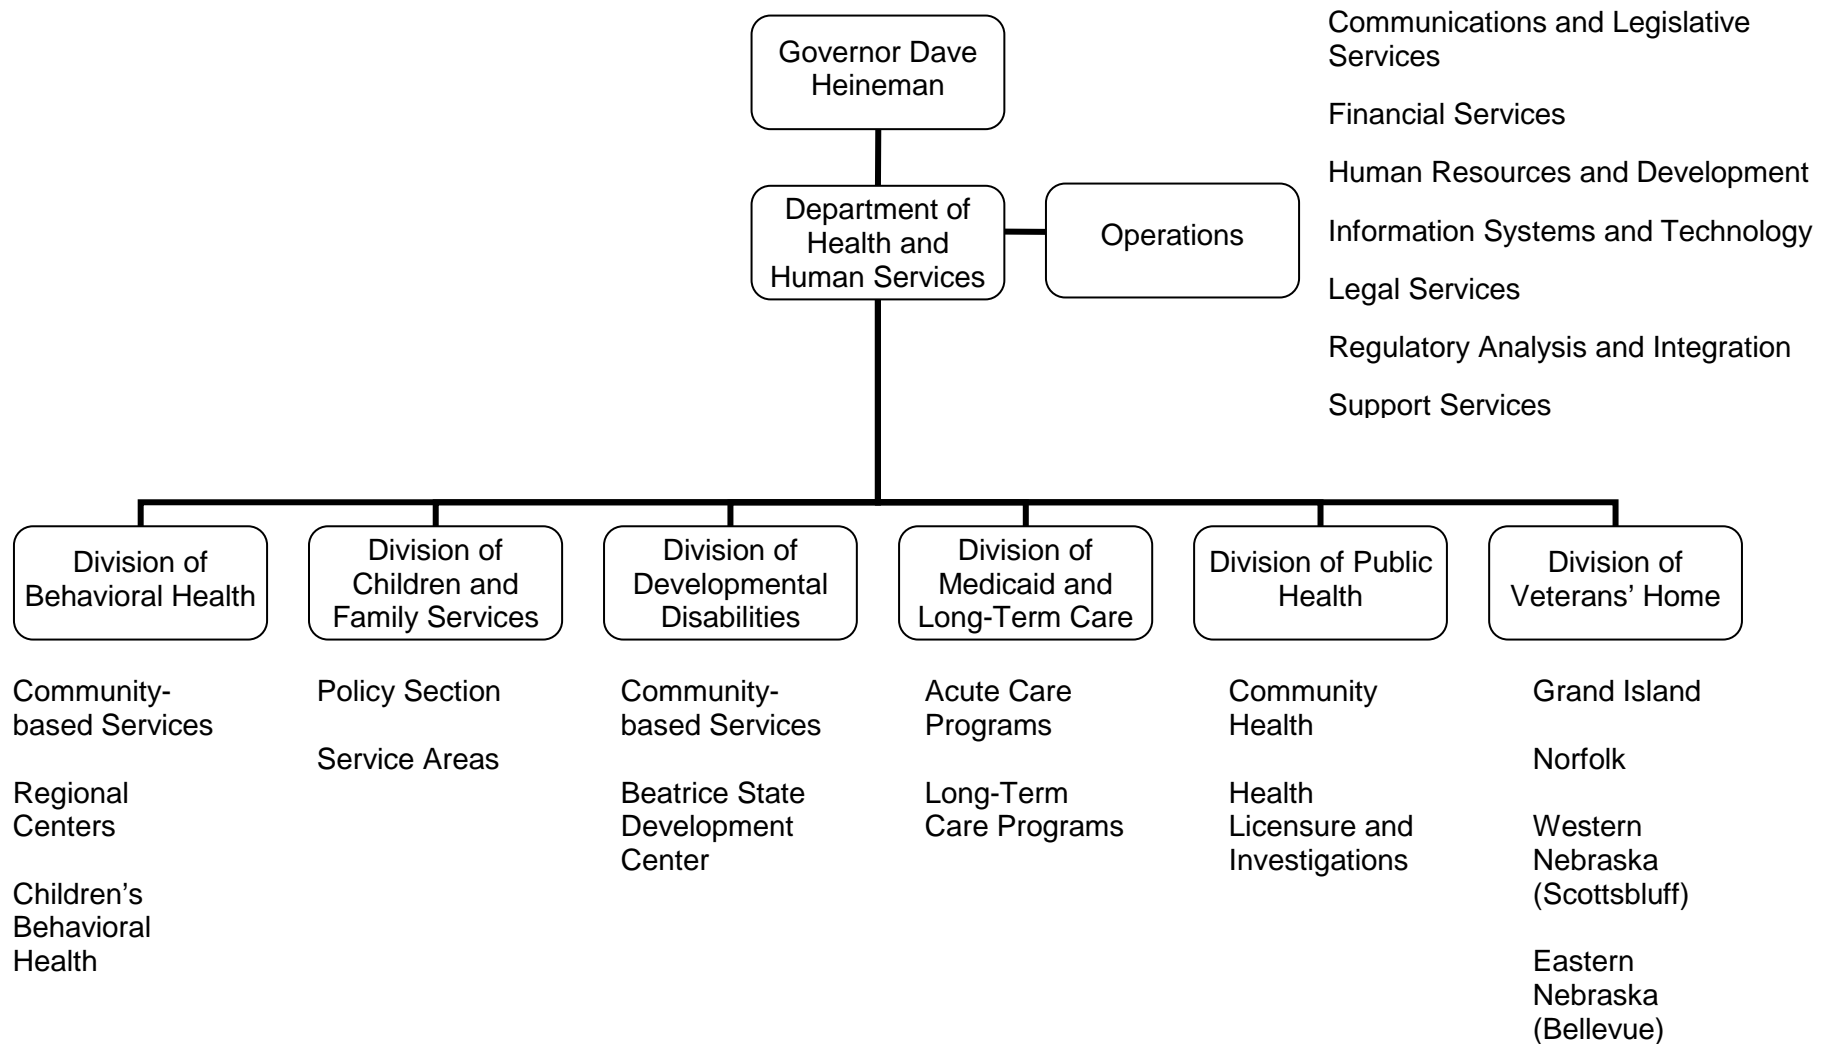 Governor Dave
Heineman
Department of
Health and
Human Services
Operations
Communications and Legislative
Services
Financial Services
Human Resources and Development
Information Systems and Technology
Legal Services
Regulatory Analysis and Integration
Support Services
Division of
Behavioral Health
Community-
based Services
Regional
Centers
Children’s
Behavioral
Health
Division of
Children and
Family Services
Policy Section
Service Areas
Division of
Developmental
Disabilities
Community-
based Services
Beatrice State
Development
Center
Division of
Medicaid and
Long-Term Care
Acute Care
Programs
Long-Term
Care Programs
Division of Public
Health
Community
Health
Health
Licensure and
Investigations
Division of
Veterans’ Home
Grand Island
Norfolk
Western
Nebraska
(Scottsbluff)
Eastern
Nebraska
(Bellevue)